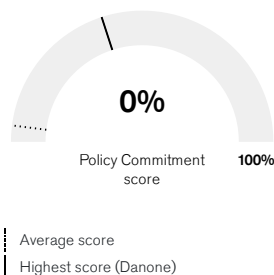 0%
Policy Commitment
score
100%
Average score
Highest score (Danone)